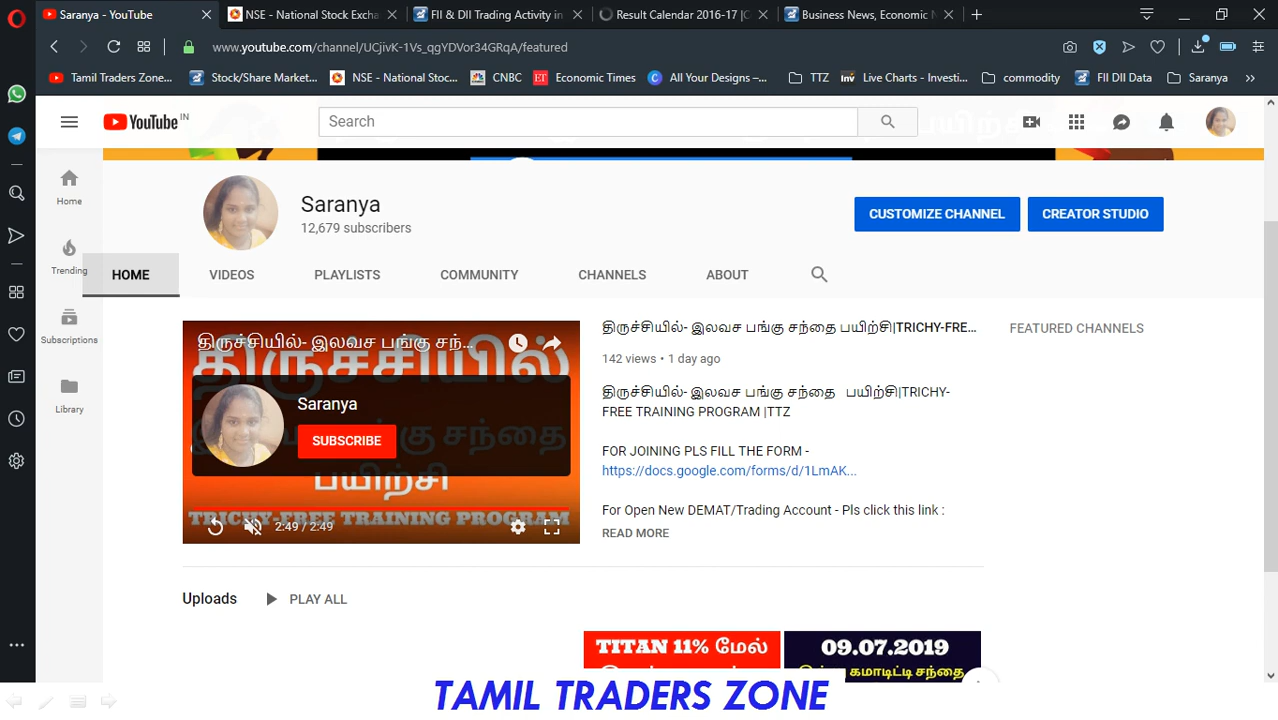 Saranya - YouTube
NSE - National Stock Excha
FII & DII Trading Activity in
Result Calendar 2016-17 |C
Business News, Economic N
www.youtube.com/channel/UCjivK-1Vs_qgYDVor34GRqA/featured
Tamil Traders Zone...
Stock/Share Market...
NSE - National Stoc...
CNBC
Economic Times
All Your Designs –...
TTZ
Live Charts - Investi...
commodity
FII DII Data
Saranya
YouTube IN
Search
Home
Trending
Subscriptions
Library
Saranya
12,679 subscribers
CUSTOMIZE CHANNEL
CREATOR STUDIO
HOME
VIDEOS
PLAYLISTS
COMMUNITY
CHANNELS
ABOUT
திருச்சியில்- இலவச பங்கு சந்...
திருச்சியில்
Saranya
SUBSCRIBE
பயிற்சி
TRICHY-FREE TRAINING PROGRAM
2:49 / 2:49
திருச்சியில்- இலவச பங்கு சந்தை பயிற்சி|TRICHY-FRE...
142 views • 1 day ago
திருச்சியில்- இலவச பங்கு சந்தை பயிற்சி|TRICHY-
FREE TRAINING PROGRAM |TTZ
FOR JOINING PLS FILL THE FORM -
https://docs.google.com/forms/d/1LmAK...
For Open New DEMAT/Trading Account - Pls click this link :
READ MORE
FEATURED CHANNELS
Uploads
PLAY ALL
TITAN 11% மேல்
09.07.2019
கமாடிட்டி சந்தை
TAMIL TRADERS ZONE